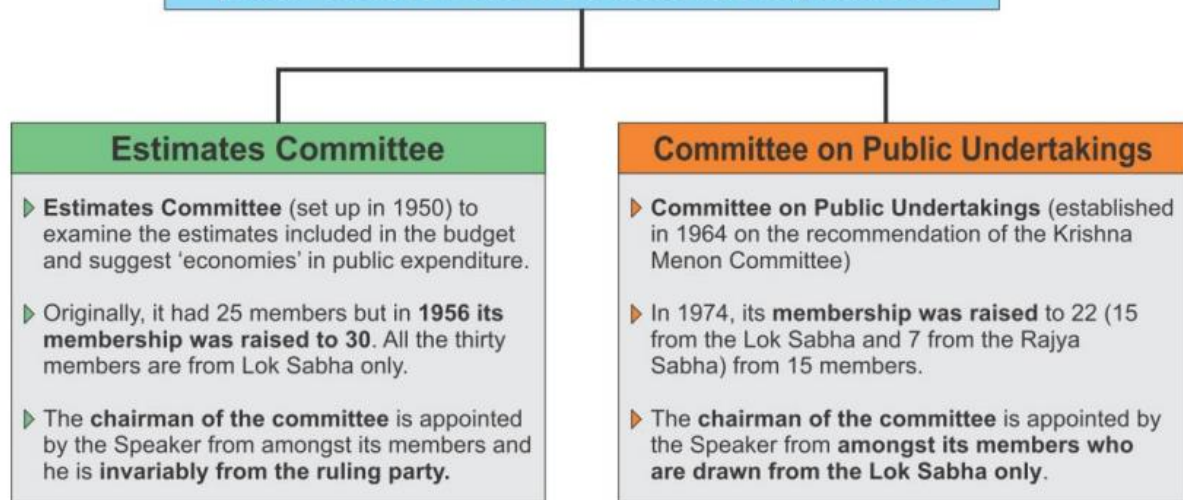 Estimates Committee
Estimates Committee (set up in 1950) to
examine the estimates included in the budget
and suggest ‘economies’ in public expenditure.
Originally, it had 25 members but in 1956 its
membership was raised to 30. All the thirty
members are from Lok Sabha only.
The chairman of the committee is appointed
by the Speaker from amongst its members and
he is invariably from the ruling party.
Committee on Public Undertakings
Committee on Public Undertakings (established
in 1964 on the recommendation of the Krishna
Menon Committee)
In 1974, its membership was raised to 22 (15
from the Lok Sabha and 7 from the Rajya
Sabha) from 15 members.
The chairman of the committee is appointed by
the Speaker from amongst its members who
are drawn from the Lok Sabha only.